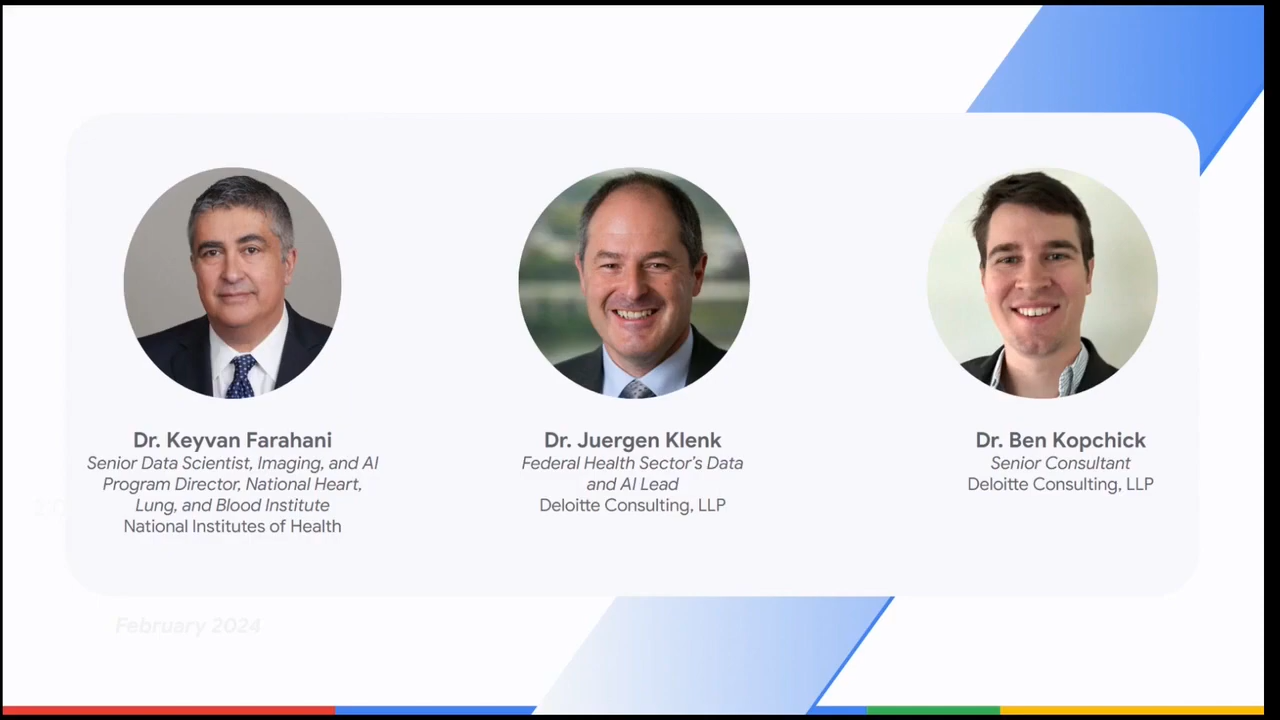 Dr. Keyvan Farahani
Senior Data Scientist, Imaging, and AI
Program Director, National Heart,
Lung, and Blood Institute
National Institutes of Health
Dr. Juergen Klenk
Federal Health Sector's Data
and AI Lead
Deloitte Consulting, LLP
Dr. Ben Kopchick
Senior Consultant
Deloitte Consulting, LLP
February 2024